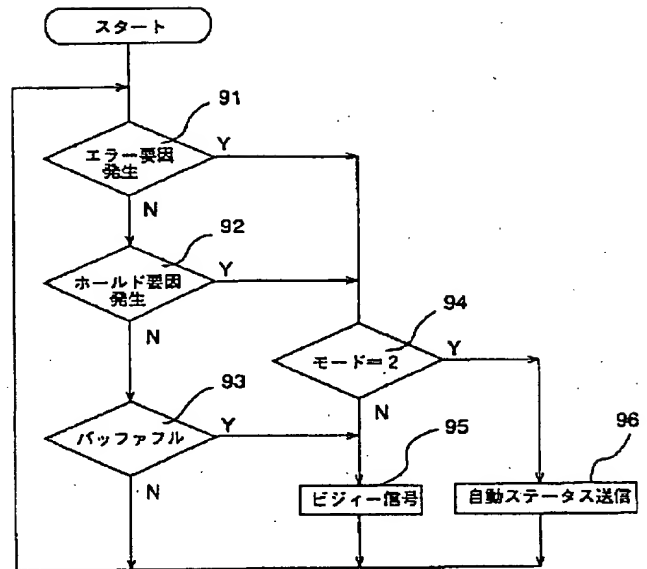 スタート
91
エラー要因
発生
Y
N
92
ホールド要因
発生
Y
N
94
モード=2
Y
N
93
バッファフル
Y
N
95
ビジィー信号
96
自動ステータス送信